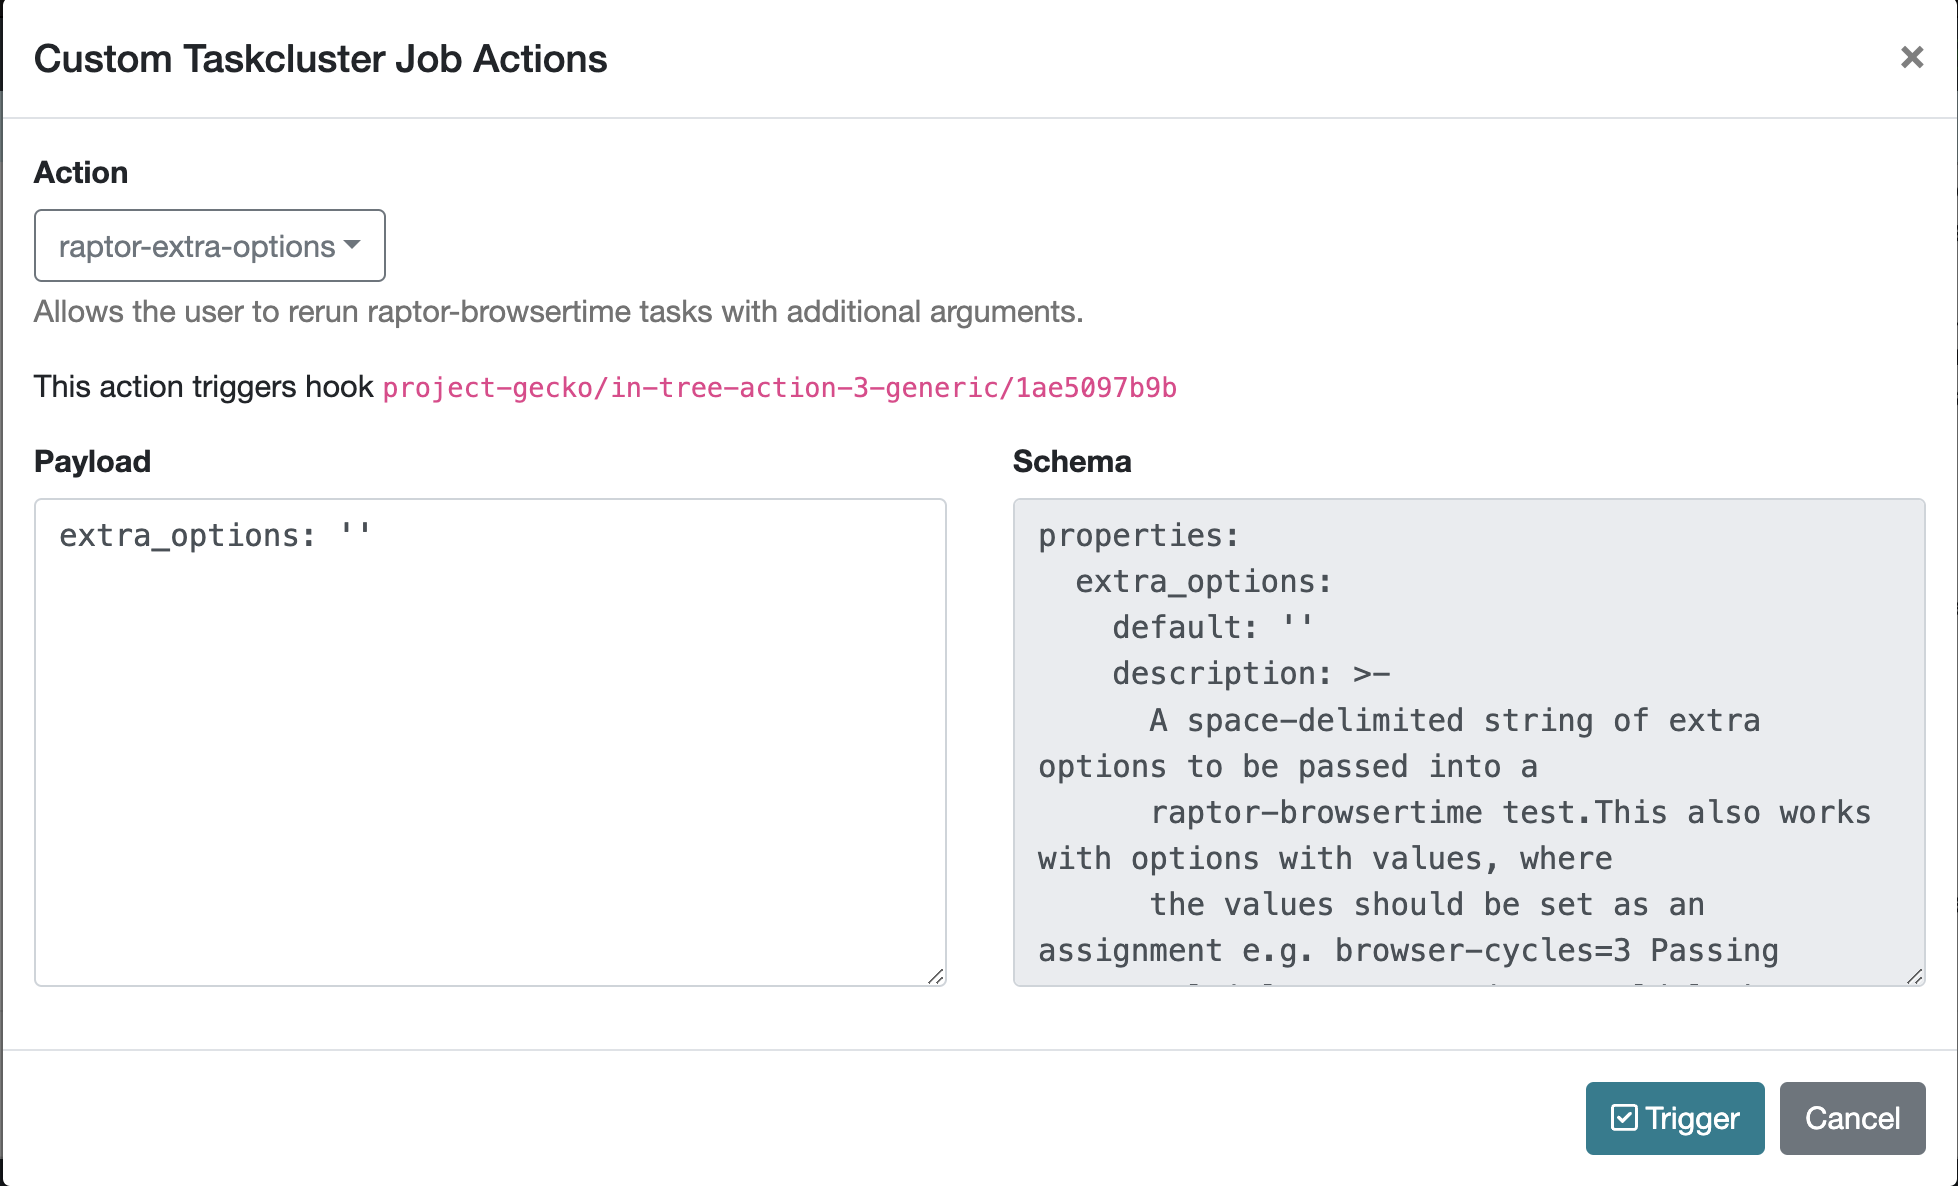 Custom Taskcluster Job Actions
×
Action
raptor-extra-options
Allows the user to rerun raptor-browsertime tasks with additional arguments.
This action triggers hook project-gecko/in-tree-action-3-generic/1ae5097b9b
Payload
extra_options: ''
Schema
properties:
  extra_options:
    default: ''
    description: >-
      A space-delimited string of extra
options to be passed into a
      raptor-browsertime test.This also works
with options with values, where
      the values should be set as an
assignment e.g. browser-cycles=3 Passing
Trigger
Cancel